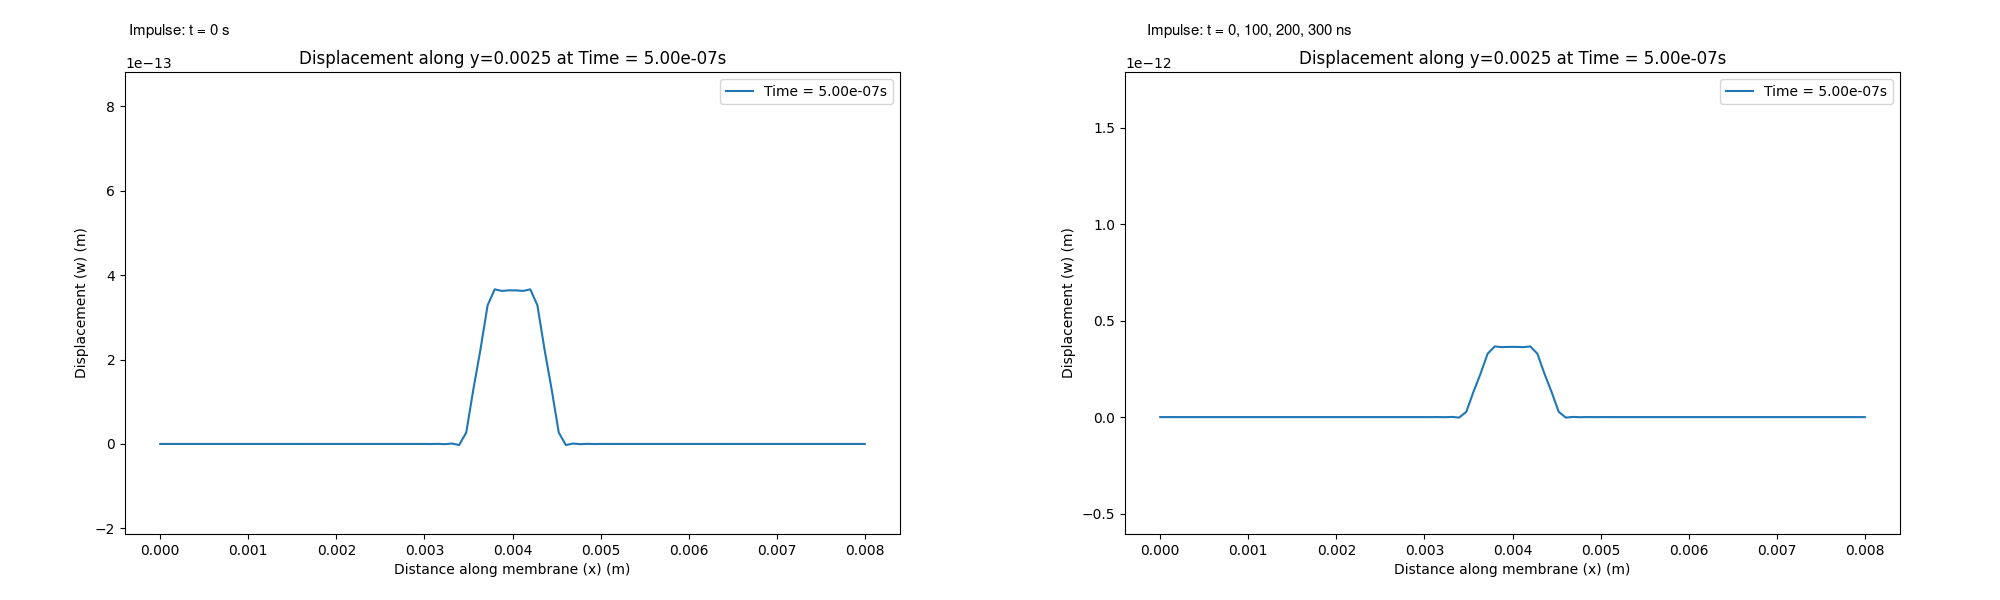 Impulse: t = 0 s
Displacement along y=0.0025 at Time = 5.00e-07s
1e−13
Time = 5.00e-07s
8
6
4
2
0
−2
Displacement (w) (m)
0.000 0.001 0.002 0.003 0.004 0.005 0.006 0.007 0.008
Distance along membrane (x) (m)
Impulse: t = 0, 100, 200, 300 ns
Displacement along y=0.0025 at Time = 5.00e-07s
1e−12
Time = 5.00e-07s
1.5
1.0
0.5
0.0
−0.5
Displacement (w) (m)
0.000 0.001 0.002 0.003 0.004 0.005 0.006 0.007 0.008
Distance along membrane (x) (m)